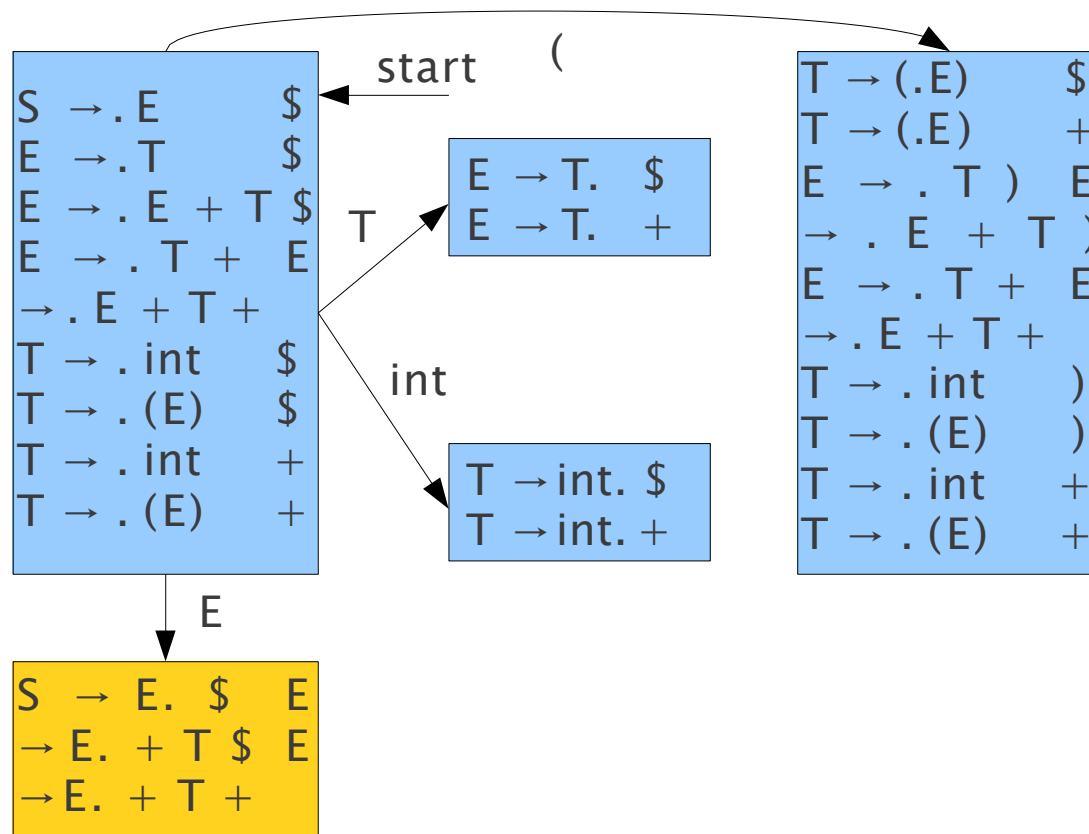 (
start
S → . E $
E → . T $
E → . E + T $
E → . T + E
→ . E + T +
T → . int $
T → . (E) $
T → . int +
T → . (E) +
T
E → T. $
E → T. +
int
T → int. $
T → int. +
T → (.E) $
T → (.E) +
E → . T ) E
→ . E + T )
E → . T + E
→ . E + T +
T → . int )
T → . (E) )
T → . int +
T → . (E) +
E
S → E. $ E
→ E. + T $ E
→ E. + T +